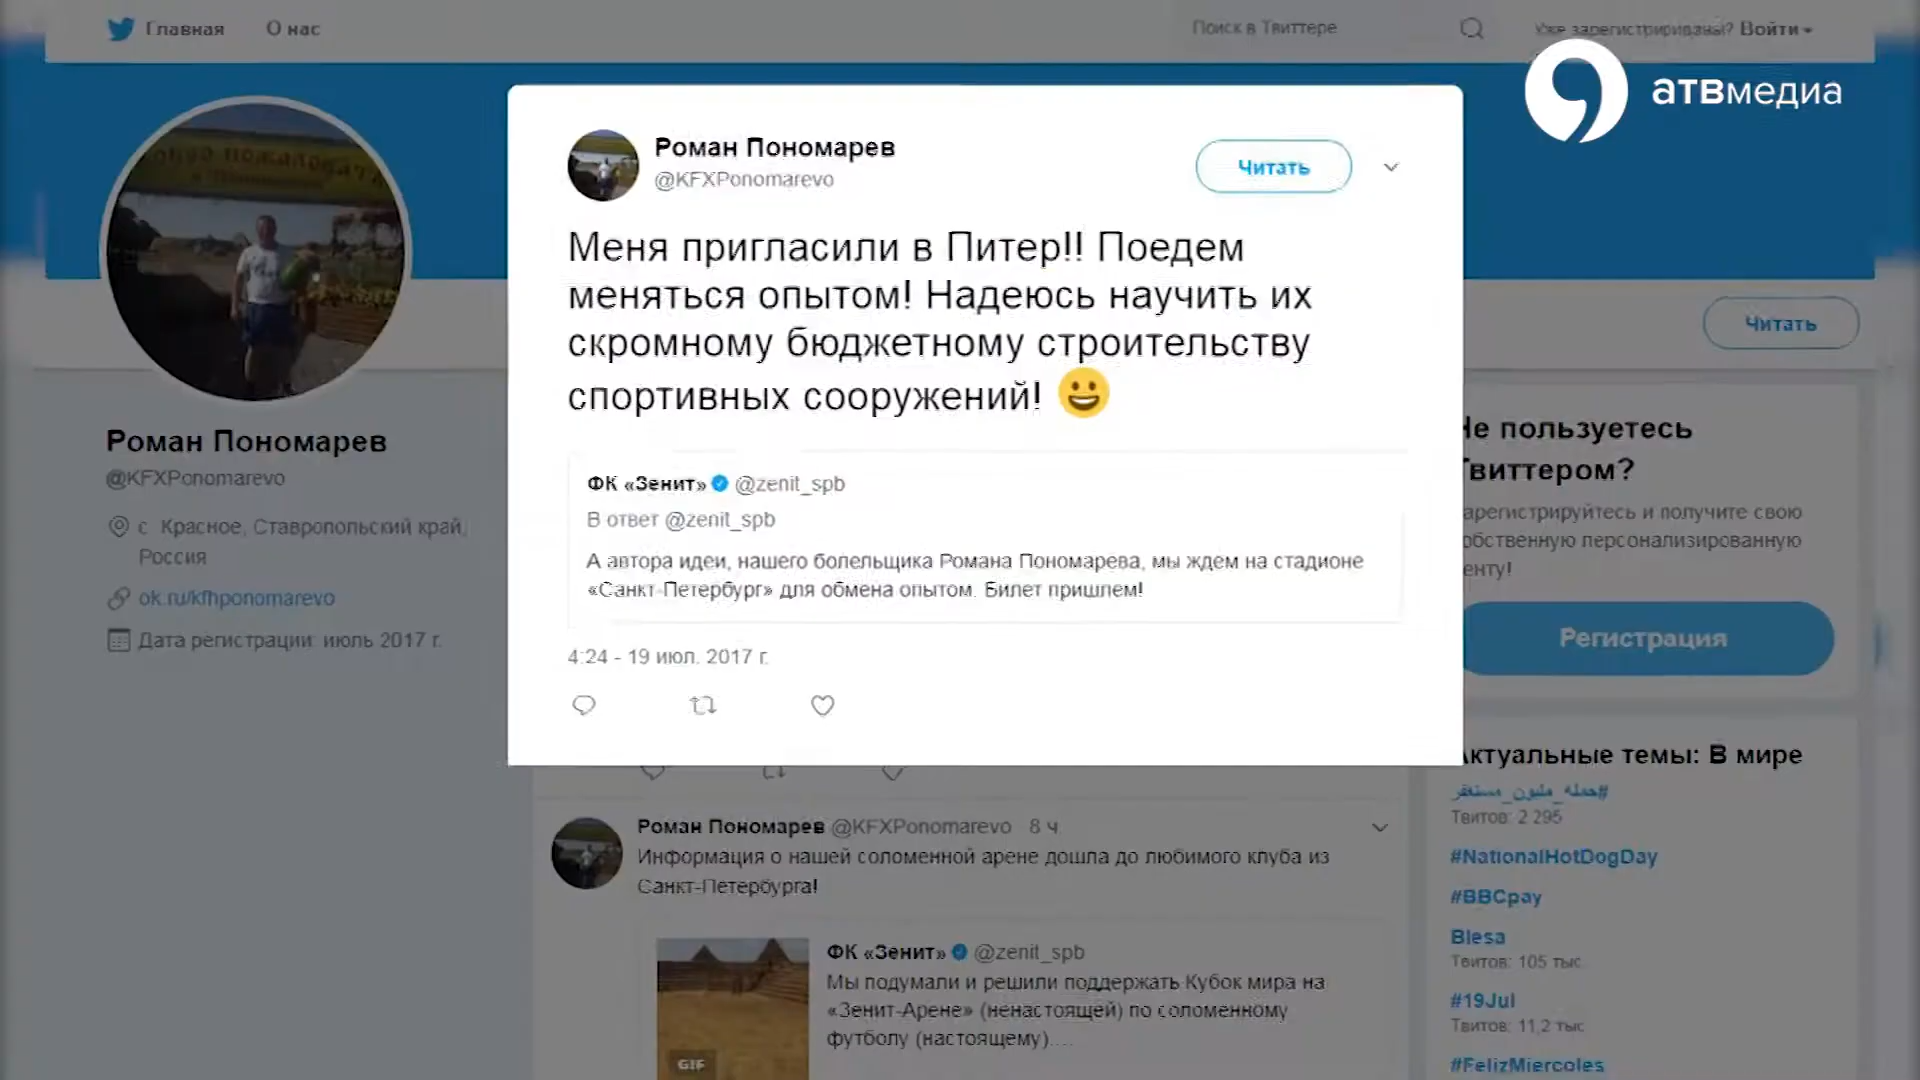 Главная
О нас
Поиск в Твиттере
Уже зарегистрированы? Войти
атвмедиа
Роман Пономарев
@KFXPonomarevo
Читать
Меня пригласили в Питер!! Поедем
меняться опытом! Надеюсь научить их
скромному бюджетному строительству
спортивных сооружений! 😀
ФК «Зенит» @zenit_spb
В ответ @zenit_spb
А автора идеи, нашего болельщика Романа Пономарева, мы ждем на стадионе
«Санкт-Петербург» для обмена опытом. Билет пришлем!
4:24 - 19 июл. 2017 г.
Роман Пономарев
@KFXPonomarevo
с. Красное, Ставропольский край,
Россия
ok.ru/kfhponomarevo
Дата регистрации: июль 2017 г.
Читать
Не пользуетесь
Твиттером?
арегистрируйтесь и получите свою
обственную персонализированную
енту!
Регистрация
Роман Пономарев @KFXPonomarevo 8 ч
Информация о нашей соломенной арене дошла до любимого клуба из
Санкт-Петербурга!
GIF
ФК «Зенит» @zenit_spb
Мы подумали и решили поддержать Кубок мира на
«Зенит-Арене» (ненастоящей) по соломенному
футболу (настоящему)....
Актуальные темы: В мире
#حمله_مليون_مستغفر
Твитов: 2 295
#NationalHotDogDay
#BBCpay
Blesa
Твитов: 105 тыс.
#19Jul
Твитов: 11,2 тыс
#FelizMiercoles